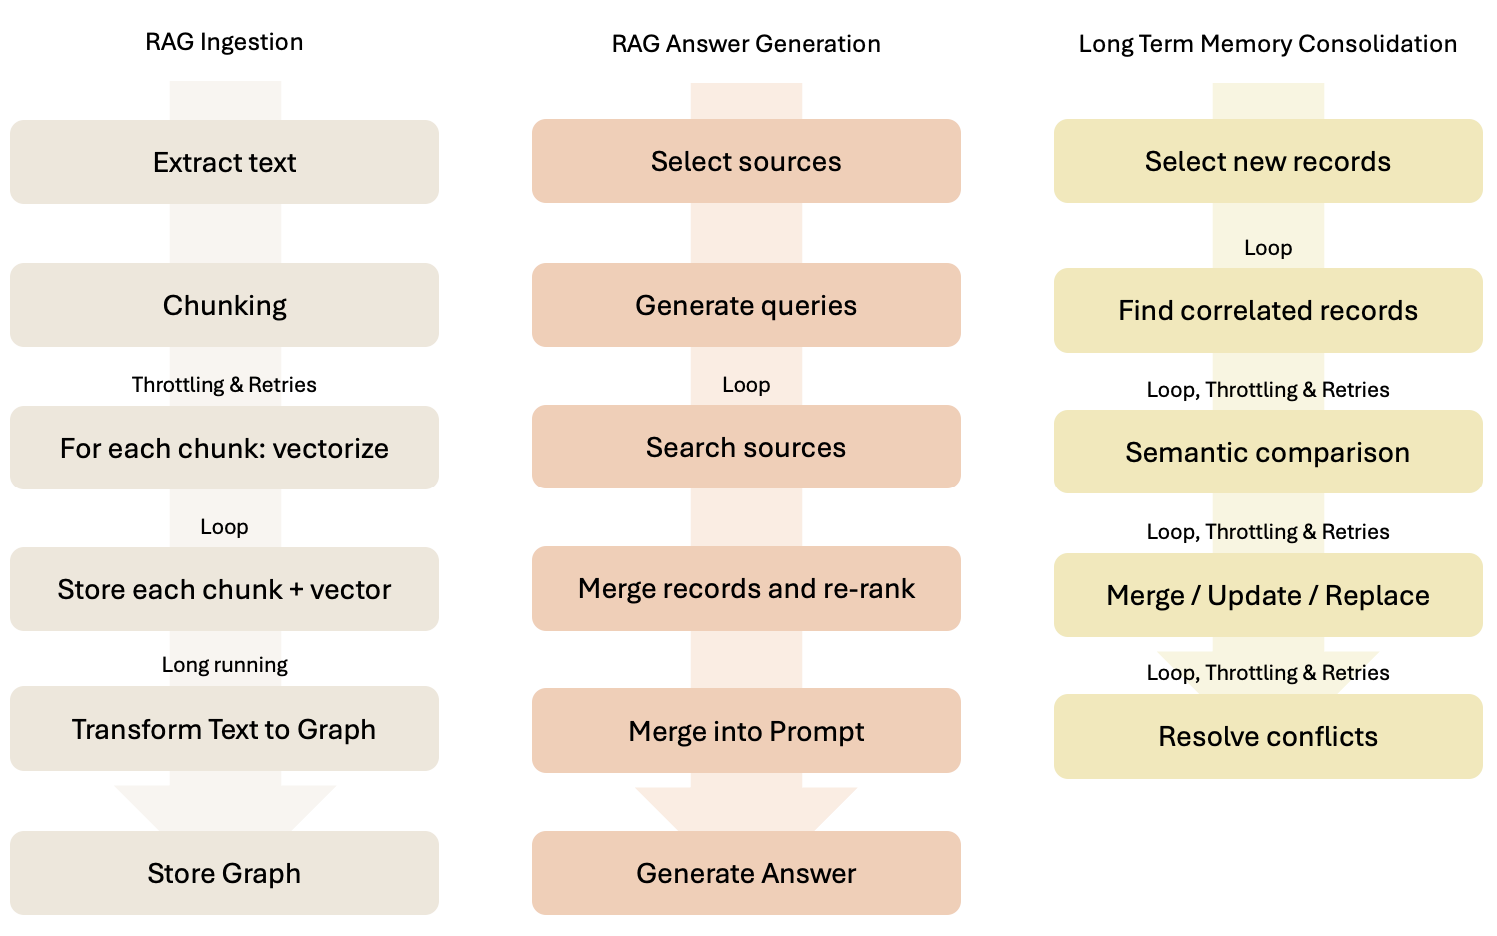 RAG Ingestion
Extract text
Chunking
Throttling & Retries
For each chunk: vectorize
Loop
Store each chunk + vector
Long running
Transform Text to Graph
Store Graph
RAG Answer Generation
Select sources
Generate queries
Loop
Search sources
Merge records and re-rank
Merge into Prompt
Generate Answer
Long Term Memory Consolidation
Select new records
Loop
Find correlated records
Loop, Throttling & Retries
Semantic comparison
Loop, Throttling & Retries
Merge / Update / Replace
Loop, Throttling & Retries
Resolve conflicts